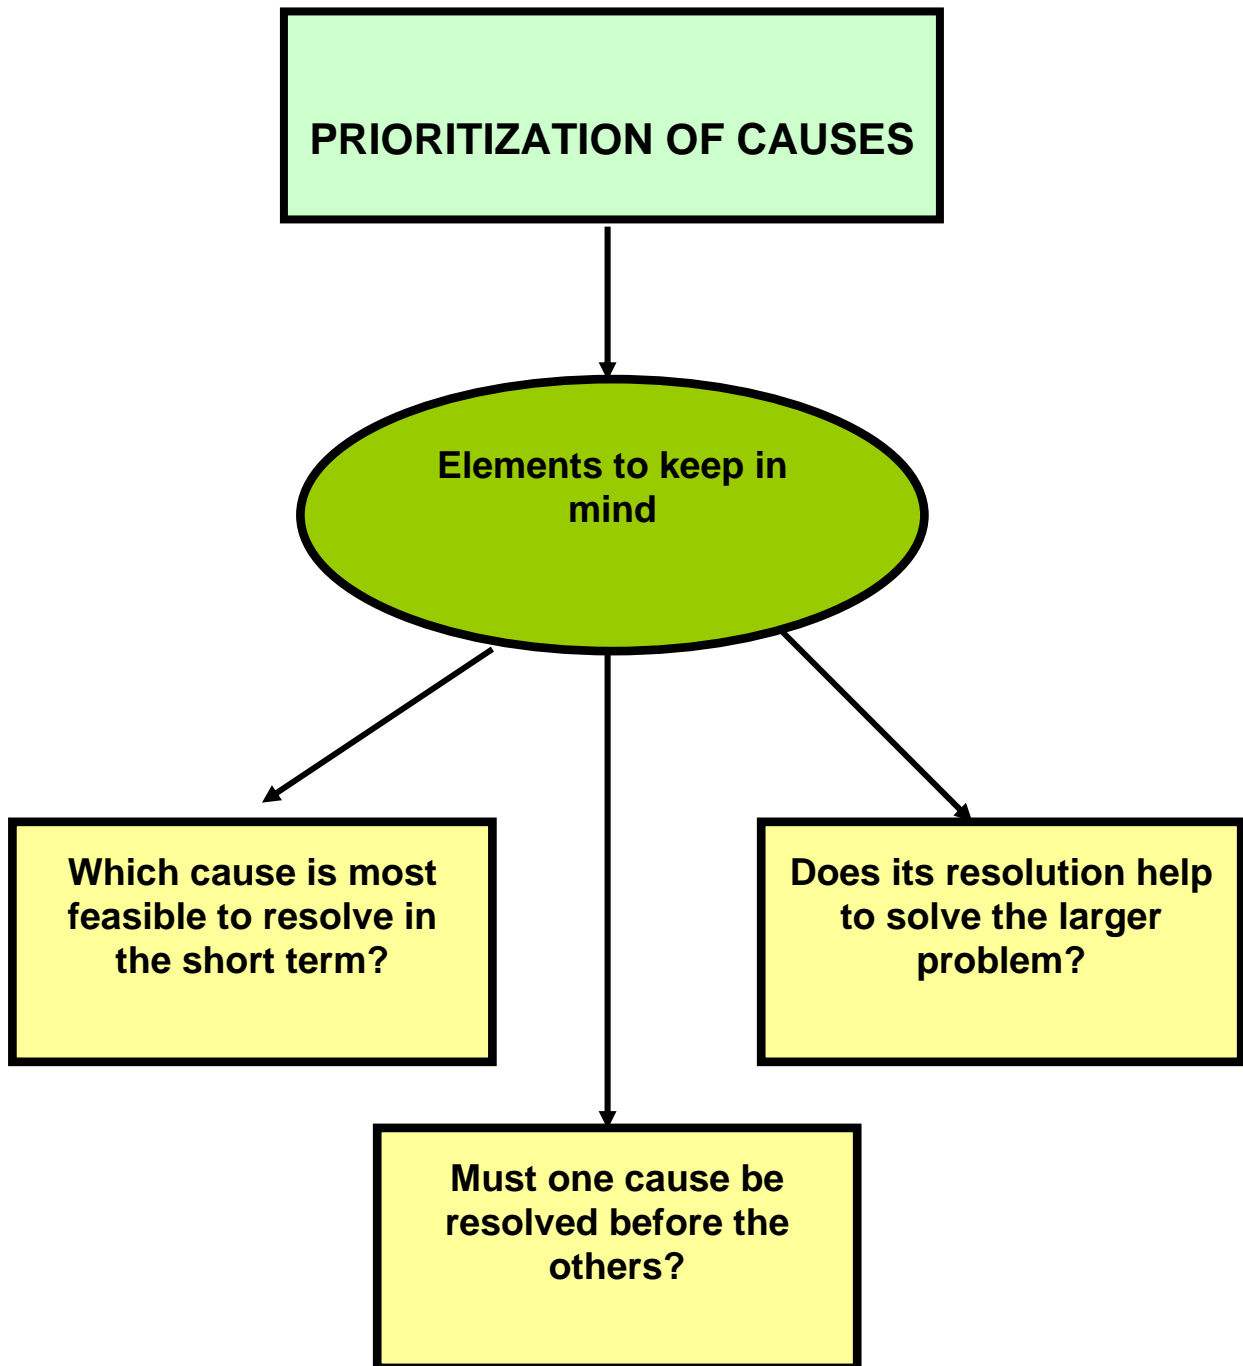 PRIORITIZATION OF CAUSES
Elements to keep in
mind
Which cause is most
feasible to resolve in
the short term?
Does its resolution help
to solve the larger
problem?
Must one cause be
resolved before the
others?